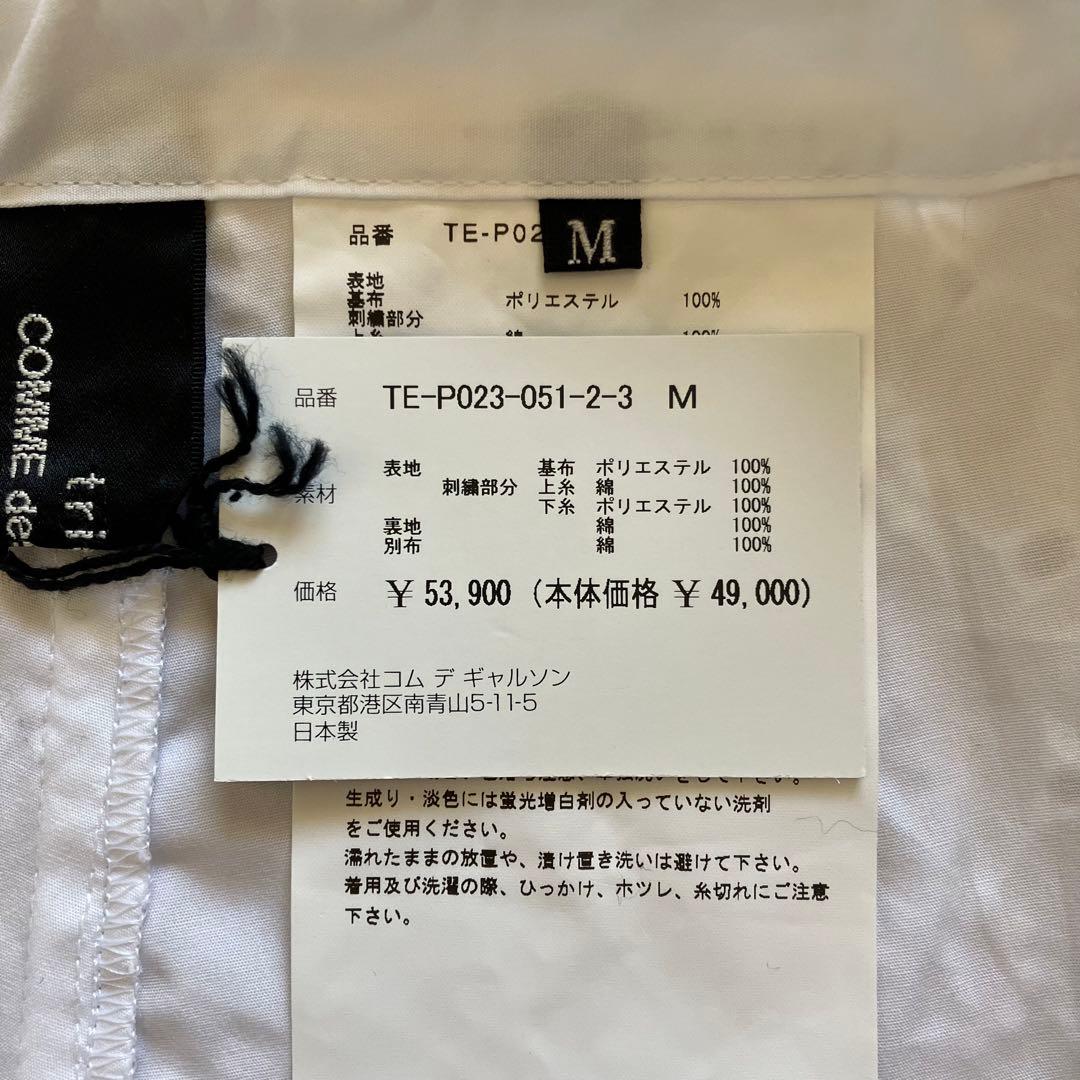 COMME de
tri
品番 TE-P02
M
表地
基布 ポリエステル 100%
刺繍部分
上糸 綿 100%
品番 TE-P023-051-2-3 M
素材 表地 基布 ポリエステル 100%
刺繍部分 上糸 綿 100%
下糸 ポリエステル 100%
裏地 綿 100%
別布 綿 100%
価格 ￥ 53,900 (本体価格 ￥ 49,000)
株式会社コム デ ギャルソン
東京都港区南青山5-11-5
日本製
生成り・淡色には蛍光増白剤の入っていない洗剤
をご使用ください。
濡れたままの放置や、漬け置き洗いは避けて下さい。
着用及び洗濯の際、ひっかけ、ホツレ、糸切れにご注意
下さい。